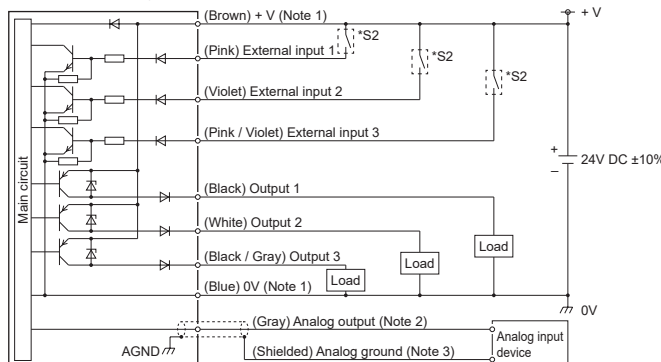 (Brown) + V (Note 1)
+ V
*S2
(Pink) External input 1
*S2
*S2
(Violet) External input 2
(Pink / Violet) External input 3
Main circuit
+
24V DC ±10%
−
(Black) Output 1
(White) Output 2
Load
(Black / Gray) Output 3
Load
Load
(Blue) 0V (Note 1)
0V
(Gray) Analog output (Note 2)
Analog input
device
AGND
(Shielded) Analog ground (Note 3)